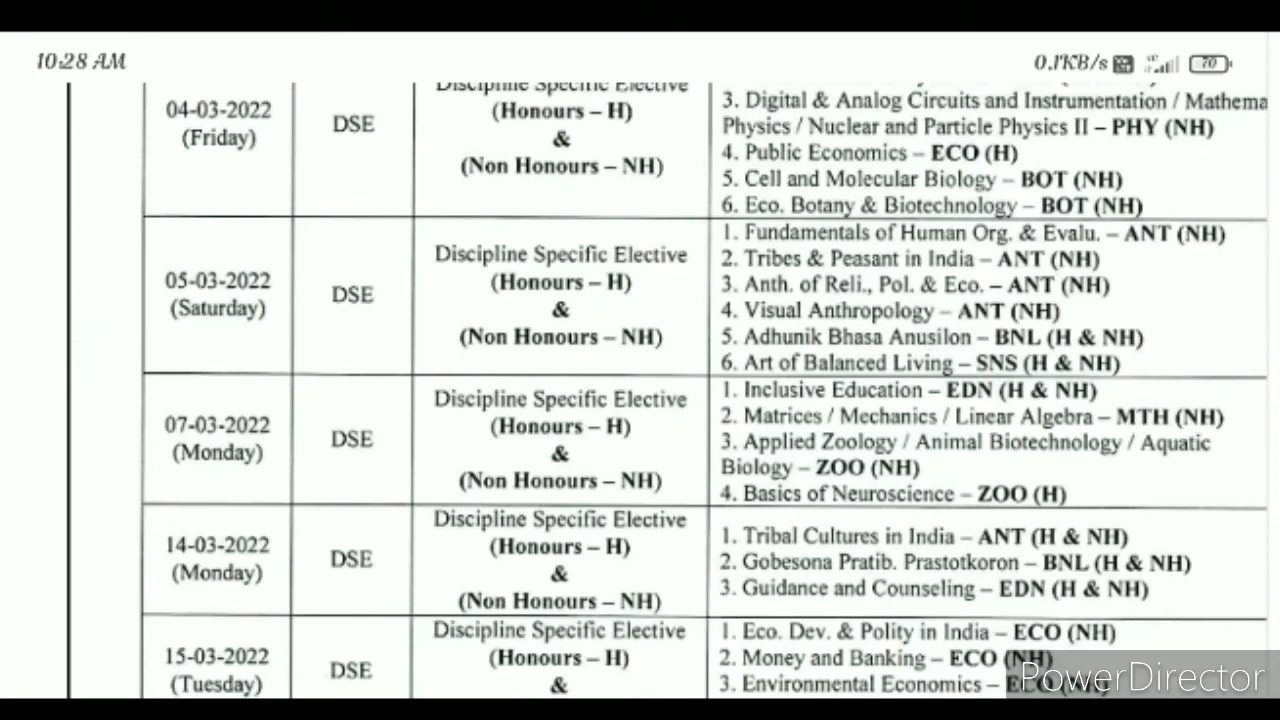 10:28 AM
0.1KB/s
70
04-03-2022
(Friday)
DSE
Discipline Specific Elective
(Honours – H)
&
(Non Honours – NH)
3. Digital & Analog Circuits and Instrumentation / Mathema
Physics / Nuclear and Particle Physics II – PHY (NH)
4. Public Economics – ECO (H)
5. Cell and Molecular Biology – BOT (NH)
6. Eco. Botany & Biotechnology – BOT (NH)
05-03-2022
(Saturday)
DSE
Discipline Specific Elective
(Honours – H)
&
(Non Honours – NH)
1. Fundamentals of Human Org. & Evalu. – ANT (NH)
2. Tribes & Peasant in India – ANT (NH)
3. Anth. of Reli., Pol. & Eco. – ANT (NH)
4. Visual Anthropology – ANT (NH)
5. Adhunik Bhasa Anusilon – BNL (H & NH)
6. Art of Balanced Living – SNS (H & NH)
07-03-2022
(Monday)
DSE
Discipline Specific Elective
(Honours – H)
&
(Non Honours – NH)
1. Inclusive Education – EDN (H & NH)
2. Matrices / Mechanics / Linear Algebra – MTH (NH)
3. Applied Zoology / Animal Biotechnology / Aquatic
Biology – ZOO (NH)
4. Basics of Neuroscience – ZOO (H)
14-03-2022
(Monday)
DSE
Discipline Specific Elective
(Honours – H)
&
(Non Honours – NH)
1. Tribal Cultures in India – ANT (H & NH)
2. Gobesona Pratib. Prastotkoron – BNL (H & NH)
3. Guidance and Counseling – EDN (H & NH)
15-03-2022
(Tuesday)
DSE
Discipline Specific Elective
(Honours – H)
&
1. Eco. Dev. & Polity in India – ECO (NH)
2. Money and Banking – ECO (NH)
3. Environmental Economics – ECO (NH)
PowerDirector